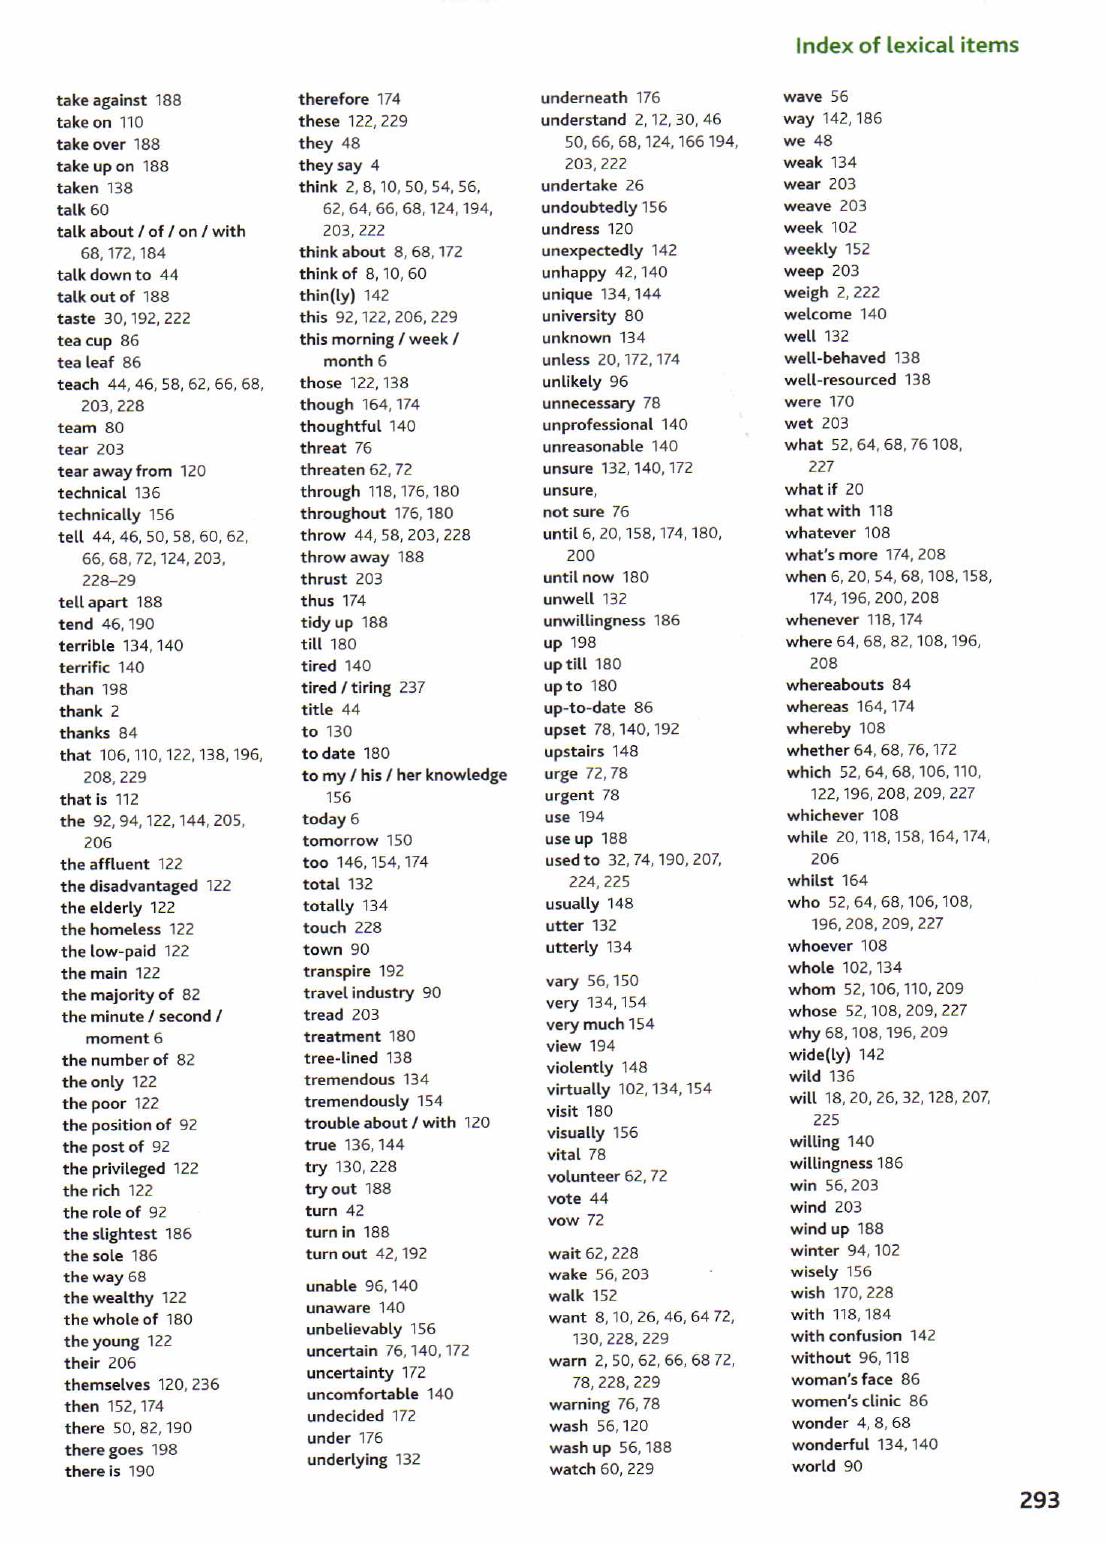 Index of lexical items
take against 188
take on 110
take over 188
take up on 188
taken 138
talk 60
talk about / of / on / with
68, 172, 184
talk down to 44
talk out of 188
taste 30, 192, 222
tea cup 86
tea leaf 86
teach 44, 46, 58, 62, 66, 68,
203, 228
team 80
tear 203
tear away from 120
technical 136
technically 156
tell 44, 46, 50, 58, 60, 62,
66, 68, 72, 124, 203,
228–29
tell apart 188
tend 46, 190
terrible 134, 140
terrific 140
than 198
thank 2
thanks 84
that 106, 110, 122, 138, 196,
208, 229
that is 112
the 92, 94, 122, 144, 205,
206
the affluent 122
the disadvantaged 122
the elderly 122
the homeless 122
the low-paid 122
the main 122
the majority of 82
the minute / second /
moment 6
the number of 82
the only 122
the poor 122
the position of 92
the post of 92
the privileged 122
the rich 122
the role of 92
the slightest 186
the sole 186
the way 68
the wealthy 122
the whole of 180
the young 122
their 206
themselves 120, 236
then 152, 174
there 50, 82, 190
there goes 198
there is 190
therefore 174
these 122, 229
they 48
they say 4
think 2, 8, 10, 50, 54, 56,
62, 64, 66, 68, 124, 194,
203, 222
think about 8, 68, 172
think of 8, 10, 60
thin(ly) 142
this 92, 122, 206, 229
this morning / week /
month 6
those 122, 138
though 164, 174
thoughtful 140
threat 76
threaten 62, 72
through 118, 176, 180
throughout 176, 180
throw 44, 58, 203, 228
throw away 188
thrust 203
thus 174
tidy up 188
till 180
tired 140
tired / tiring 237
title 44
to 130
to date 180
to my / his / her knowledge
156
today 6
tomorrow 150
too 146, 154, 174
total 132
totally 134
touch 228
town 90
transpire 192
travel industry 90
tread 203
treatment 180
tree-lined 138
tremendous 134
tremendously 154
trouble about / with 120
true 136, 144
try 130, 228
try out 188
turn 42
turn in 188
turn out 42, 192
unable 96, 140
unaware 140
unbelievably 156
uncertain 76, 140, 172
uncertainty 172
uncomfortable 140
undecided 172
under 176
underlying 132
underneath 176
understand 2, 12, 30, 46
50, 66, 68, 124, 166 194,
203, 222
undertake 26
undoubtedly 156
undress 120
unexpectedly 142
unhappy 42, 140
unique 134, 144
university 80
unknown 134
unless 20, 172, 174
unlikely 96
unnecessary 78
unprofessional 140
unreasonable 140
unsure 132, 140, 172
unsure,
not sure 76
until 6, 20, 158, 174, 180,
200
until now 180
unwell 132
unwillingness 186
up 198
up till 180
up to 180
up-to-date 86
upset 78, 140, 192
upstairs 148
urge 72, 78
urgent 78
use 194
use up 188
used to 32, 74, 190, 207,
224, 225
usually 148
utter 132
utterly 134
vary 56, 150
very 134, 154
very much 154
view 194
violently 148
virtually 102, 134, 154
visit 180
visually 156
vital 78
volunteer 62, 72
vote 44
vow 72
wait 62, 228
wake 56, 203
walk 152
want 8, 10, 26, 46, 64 72,
130, 228, 229
warn 2, 50, 62, 66, 68 72,
78, 228, 229
warning 76, 78
wash 56, 120
wash up 56, 188
watch 60, 229
wave 56
way 142, 186
we 48
weak 134
wear 203
weave 203
week 102
weekly 152
weep 203
weigh 2, 222
welcome 140
well 132
well-behaved 138
well-resourced 138
were 170
wet 203
what 52, 64, 68, 76 108,
227
what if 20
what with 118
whatever 108
what's more 174, 208
when 6, 20, 54, 68, 108, 158,
174, 196, 200, 208
whenever 118, 174
where 64, 68, 82, 108, 196,
208
whereabouts 84
whereas 164, 174
whereby 108
whether 64, 68, 76, 172
which 52, 64, 68, 106, 110,
122, 196, 208, 209, 227
whichever 108
while 20, 118, 158, 164, 174,
206
whilst 164
who 52, 64, 68, 106, 108,
196, 208, 209, 227
whoever 108
whole 102, 134
whom 52, 106, 110, 209
whose 52, 108, 209, 227
why 68, 108, 196, 209
wide(ly) 142
wild 136
will 18, 20, 26, 32, 128, 207,
225
willing 140
willingness 186
win 56, 203
wind 203
wind up 188
winter 94, 102
wisely 156
wish 170, 228
with 118, 184
with confusion 142
without 96, 118
woman's face 86
women's clinic 86
wonder 4, 8, 68
wonderful 134, 140
world 90
293